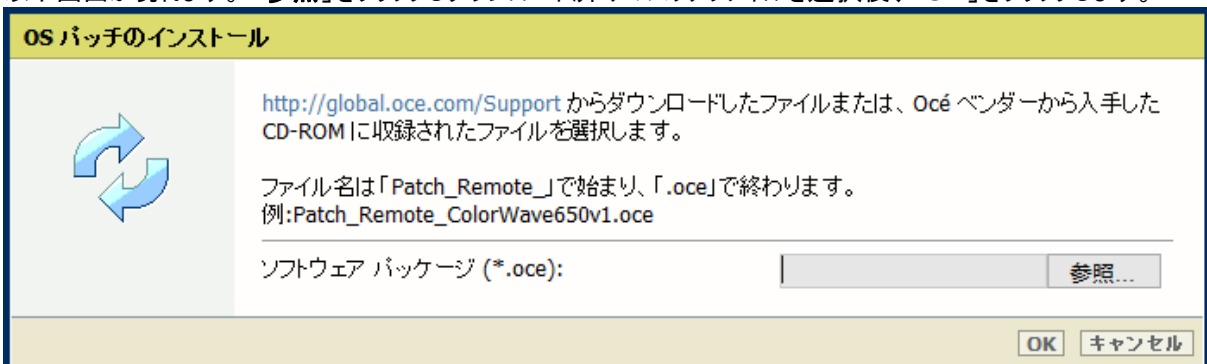 OS パッチのインストール
http://global.oce.com/Support からダウンロードしたファイルまたは、Océ ベンダーから入手した
CD-ROM に収録されたファイルを選択します。
ファイル名は「Patch_Remote_」で始まり、「.oce」で終わります。
例:Patch_Remote_ColorWave650v1.oce
ソフトウェア パッケージ (*.oce):
参照...
OK キャンセル